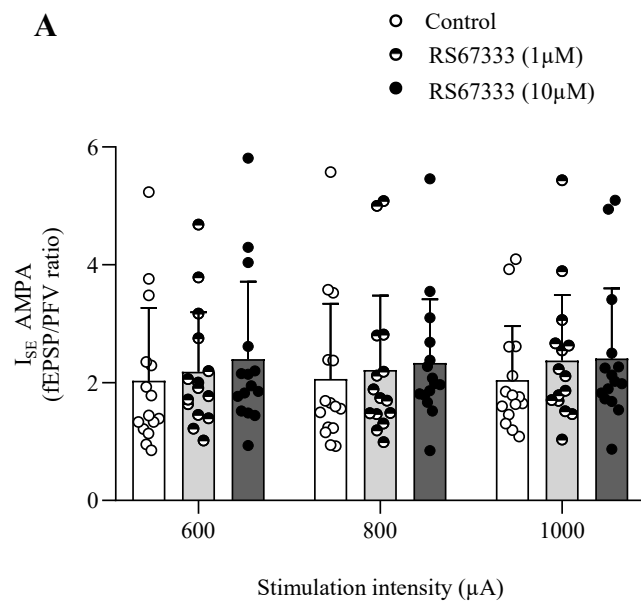 A
Control
RS67333 (1µM)
RS67333 (10µM)
6
4
2
0
I_SE AMPA
(fEPSP/PFV ratio)
600 800 1000
Stimulation intensity (µA)